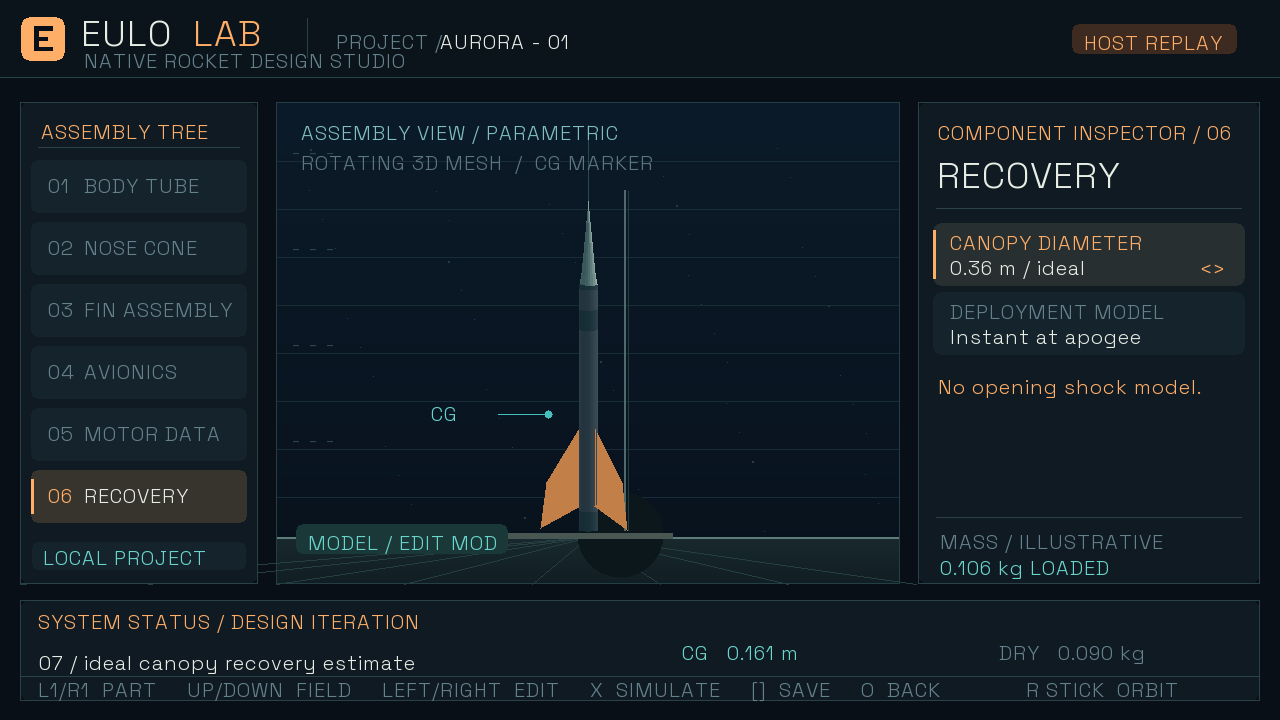 E EULO LAB
NATIVE ROCKET DESIGN STUDIO
PROJECT / AURORA - 01
HOST REPLAY
ASSEMBLY TREE
01 BODY TUBE
02 NOSE CONE
03 FIN ASSEMBLY
04 AVIONICS
05 MOTOR DATA
06 RECOVERY
LOCAL PROJECT
ASSEMBLY VIEW / PARAMETRIC
ROTATING 3D MESH / CG MARKER
CG
MODEL / EDIT MOD
COMPONENT INSPECTOR / 06
RECOVERY
CANOPY DIAMETER
0.36 m / ideal <>
DEPLOYMENT MODEL
Instant at apogee
No opening shock model.
MASS / ILLUSTRATIVE
0.106 kg LOADED
SYSTEM STATUS / DESIGN ITERATION
07 / ideal canopy recovery estimate
CG 0.161 m
DRY 0.090 kg
L1/R1 PART UP/DOWN FIELD LEFT/RIGHT EDIT X SIMULATE [] SAVE O BACK R STICK ORBIT